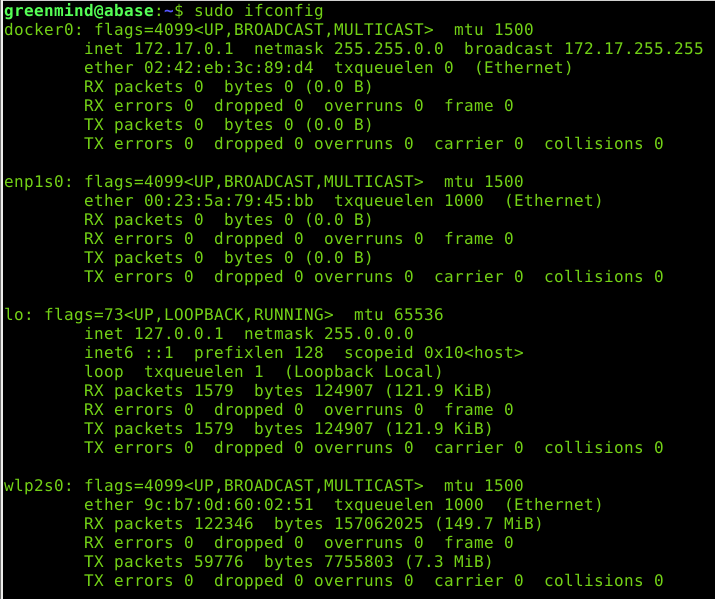 greenmind@abase:~$ sudo ifconfig
docker0: flags=4099<UP,BROADCAST,MULTICAST>  mtu 1500
        inet 172.17.0.1  netmask 255.255.0.0  broadcast 172.17.255.255
        ether 02:42:eb:3c:89:d4  txqueuelen 0  (Ethernet)
        RX packets 0  bytes 0 (0.0 B)
        RX errors 0  dropped 0  overruns 0  frame 0
        TX packets 0  bytes 0 (0.0 B)
        TX errors 0  dropped 0 overruns 0  carrier 0  collisions 0

enp1s0: flags=4099<UP,BROADCAST,MULTICAST>  mtu 1500
        ether 00:23:5a:79:45:bb  txqueuelen 1000  (Ethernet)
        RX packets 0  bytes 0 (0.0 B)
        RX errors 0  dropped 0  overruns 0  frame 0
        TX packets 0  bytes 0 (0.0 B)
        TX errors 0  dropped 0 overruns 0  carrier 0  collisions 0

lo: flags=73<UP,LOOPBACK,RUNNING>  mtu 65536
        inet 127.0.0.1  netmask 255.0.0.0
        inet6 ::1  prefixlen 128  scopeid 0x10<host>
        loop  txqueuelen 1  (Loopback Local)
        RX packets 1579  bytes 124907 (121.9 KiB)
        RX errors 0  dropped 0  overruns 0  frame 0
        TX packets 1579  bytes 124907 (121.9 KiB)
        TX errors 0  dropped 0 overruns 0  carrier 0  collisions 0

wlp2s0: flags=4099<UP,BROADCAST,MULTICAST>  mtu 1500
        ether 9c:b7:0d:60:02:51  txqueuelen 1000  (Ethernet)
        RX packets 122346  bytes 157062025 (149.7 MiB)
        RX errors 0  dropped 0  overruns 0  frame 0
        TX packets 59776  bytes 7755803 (7.3 MiB)
        TX errors 0  dropped 0 overruns 0  carrier 0  collisions 0